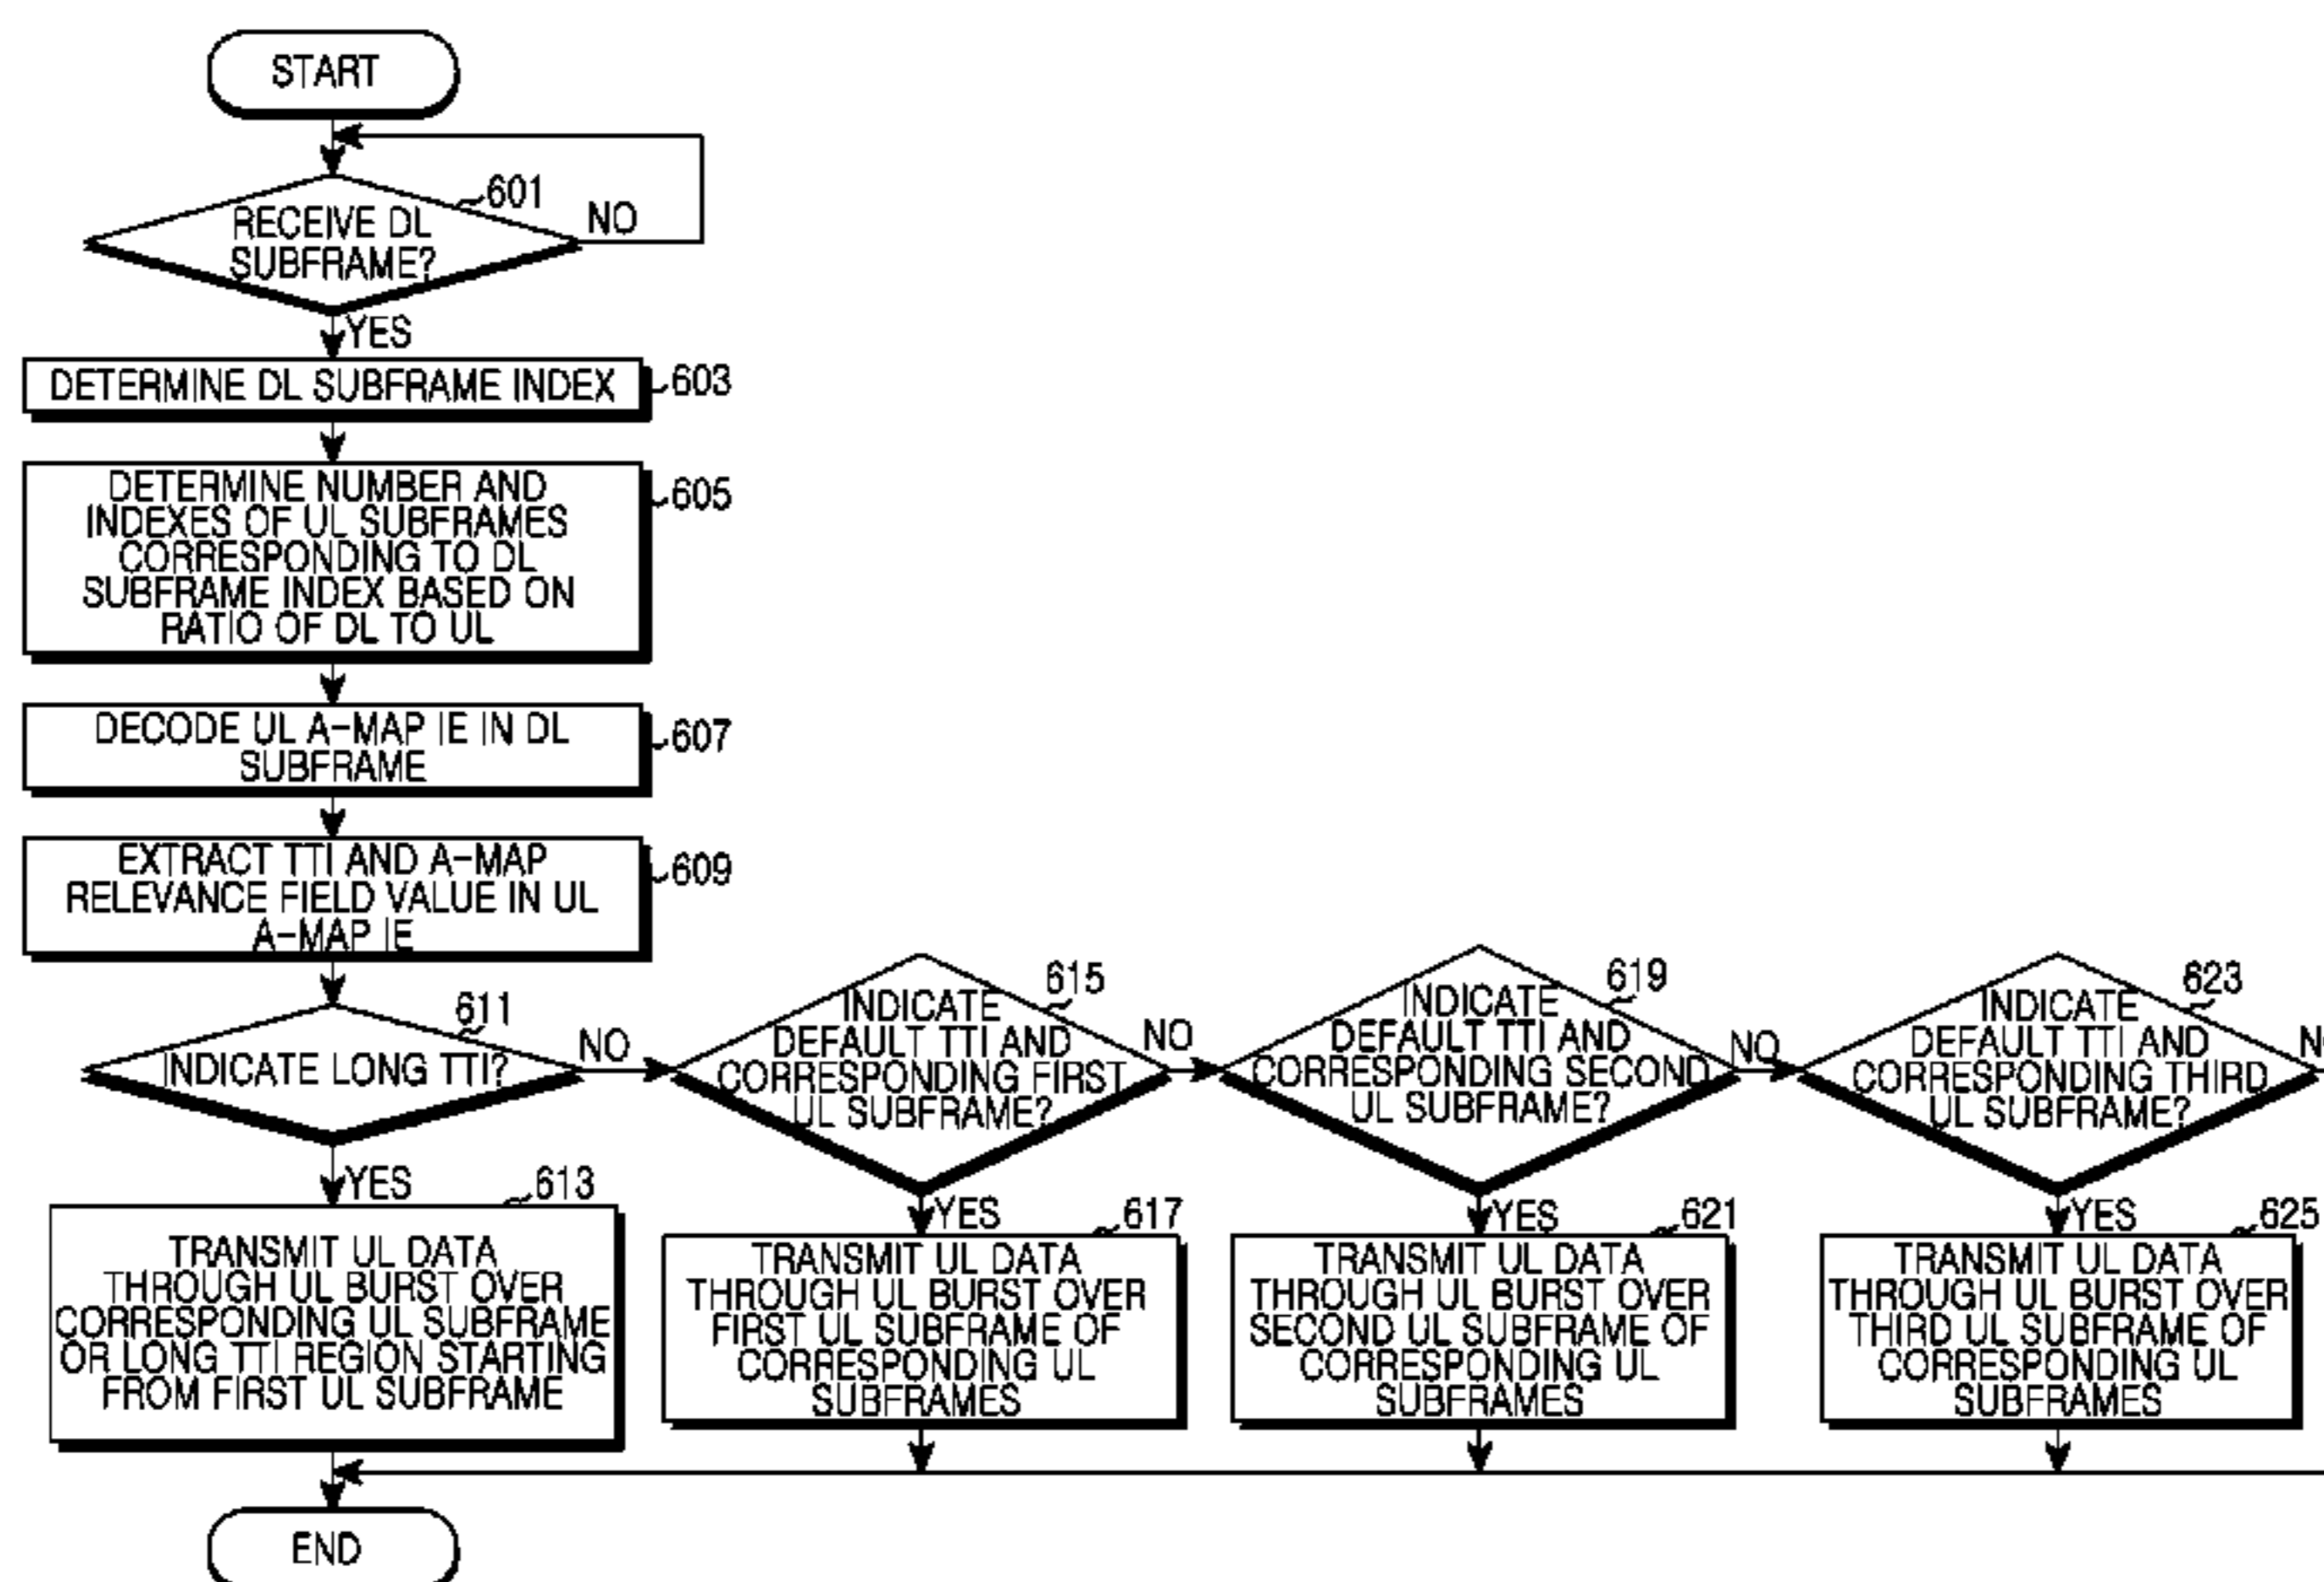 START
601
RECEIVE DL
SUBFRAME?
NO
YES
DETERMINE DL SUBFRAME INDEX
603
DETERMINE NUMBER AND
INDEXES OF UL SUBFRAMES
CORRESPONDING TO DL
SUBFRAME INDEX BASED ON
RATIO OF DL TO UL
605
DECODE UL A-MAP IE IN DL
SUBFRAME
607
EXTRACT TTI AND A-MAP
RELEVANCE FIELD VALUE IN UL
A-MAP IE
609
611
INDICATE LONG TTI?
NO
YES
613
TRANSMIT UL DATA
THROUGH UL BURST OVER
CORRESPONDING UL SUBFRAME
OR LONG TTI REGION STARTING
FROM FIRST UL SUBFRAME
615
INDICATE
DEFAULT TTI AND
CORRESPONDING FIRST
UL SUBFRAME?
NO
YES
617
TRANSMIT UL DATA
THROUGH UL BURST OVER
FIRST UL SUBFRAME OF
CORRESPONDING UL
SUBFRAMES
619
INDICATE
DEFAULT TTI AND
CORRESPONDING SECOND
UL SUBFRAME?
NO
YES
621
TRANSMIT UL DATA
THROUGH UL BURST OVER
SECOND UL SUBFRAME OF
CORRESPONDING UL
SUBFRAMES
623
INDICATE
DEFAULT TTI AND
CORRESPONDING THIRD
UL SUBFRAME?
YES
625
TRANSMIT UL DATA
THROUGH UL BURST OVER
THIRD UL SUBFRAME OF
CORRESPONDING UL
SUBFRAMES
END